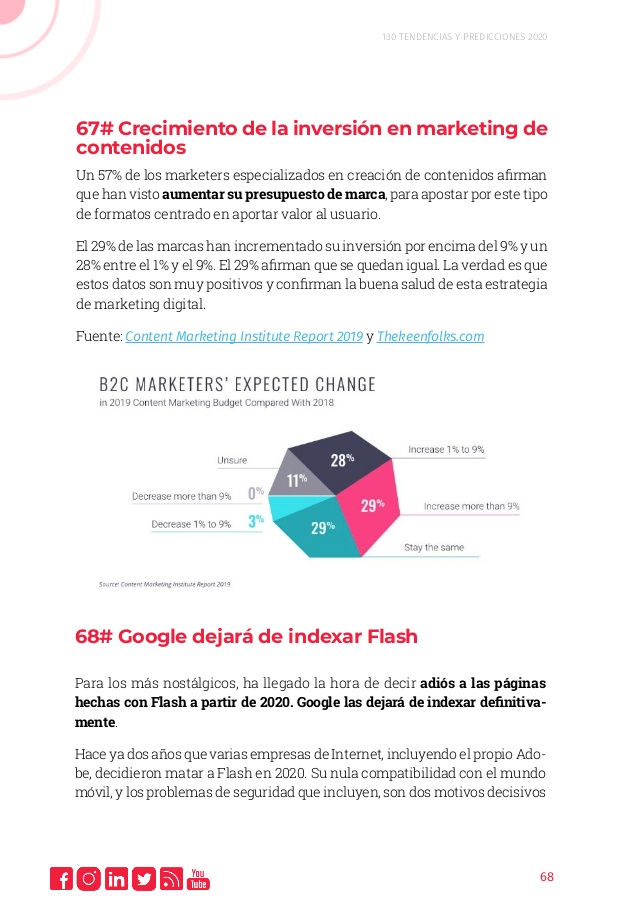 130 TENDENCIAS Y PREDICCIONES 2020
67# Crecimiento de la inversión en marketing de
contenidos
Un 57% de los marketers especializados en creación de contenidos afirman
que han visto aumentar su presupuesto de marca, para apostar por este tipo
de formatos centrado en aportar valor al usuario.
El 29% de las marcas han incrementado su inversión por encima del 9% y un
28% entre el 1% y el 9%. El 29% afirman que se quedan igual. La verdad es que
estos datos son muy positivos y confirman la buena salud de esta estrategia
de marketing digital.
Fuente: Content Marketing Institute Report 2019 y Thekeenfolks.com
B2C MARKETERS' EXPECTED CHANGE
in 2019 Content Marketing Budget Compared With 2018
Unsure
11%
28%
Increase 1% to 9%
Decrease more than 9%
0%
29%
Increase more than 9%
Decrease 1% to 9%
3%
29%
Stay the same
Source: Content Marketing Institute Report 2019
68# Google dejará de indexar Flash
Para los más nostálgicos, ha llegado la hora de decir adiós a las páginas
hechas con Flash a partir de 2020. Google las dejará de indexar definitiva-
mente.
Hace ya dos años que varias empresas de Internet, incluyendo el propio Ado-
be, decidieron matar a Flash en 2020. Su nula compatibilidad con el mundo
móvil, y los problemas de seguridad que incluyen, son dos motivos decisivos
You
Tube
68